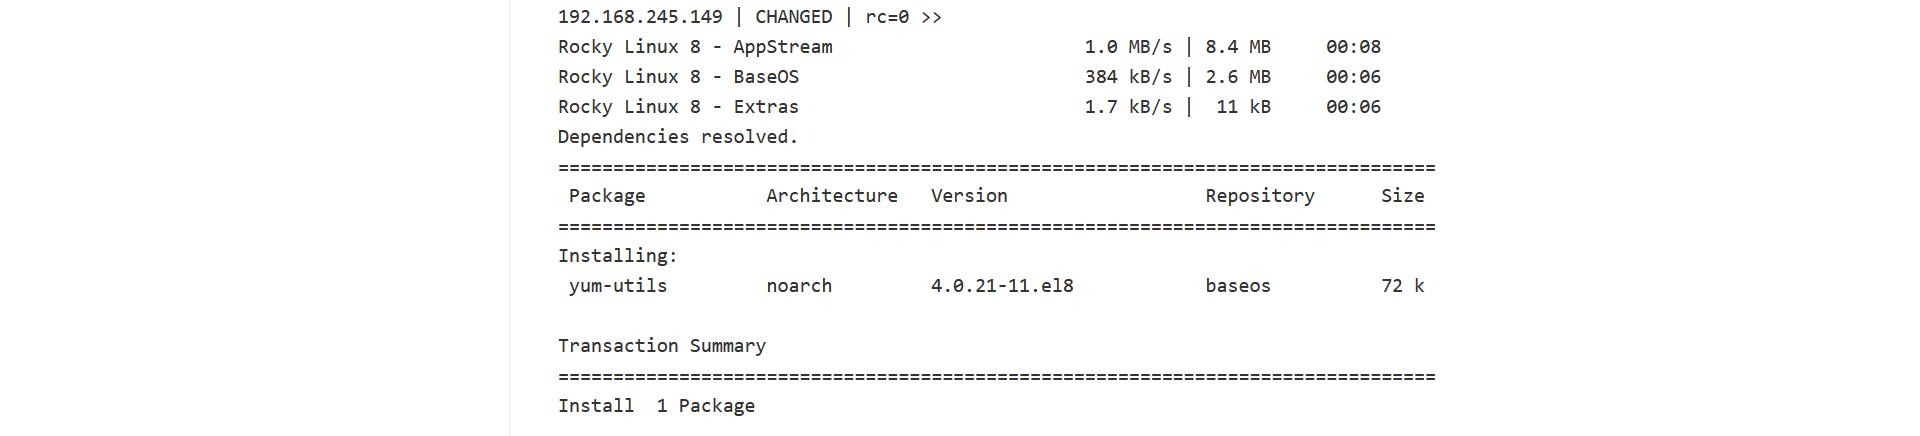 192.168.245.149 | CHANGED | rc=0 >>
Rocky Linux 8 - AppStream                       1.0 MB/s | 8.4 MB     00:08
Rocky Linux 8 - BaseOS                          384 kB/s | 2.6 MB     00:06
Rocky Linux 8 - Extras                          1.7 kB/s |  11 kB     00:06
Dependencies resolved.
================================================================================
 Package           Architecture   Version                  Repository      Size
================================================================================
Installing:
 yum-utils         noarch         4.0.21-11.el8            baseos          72 k
Transaction Summary
================================================================================
Install  1 Package